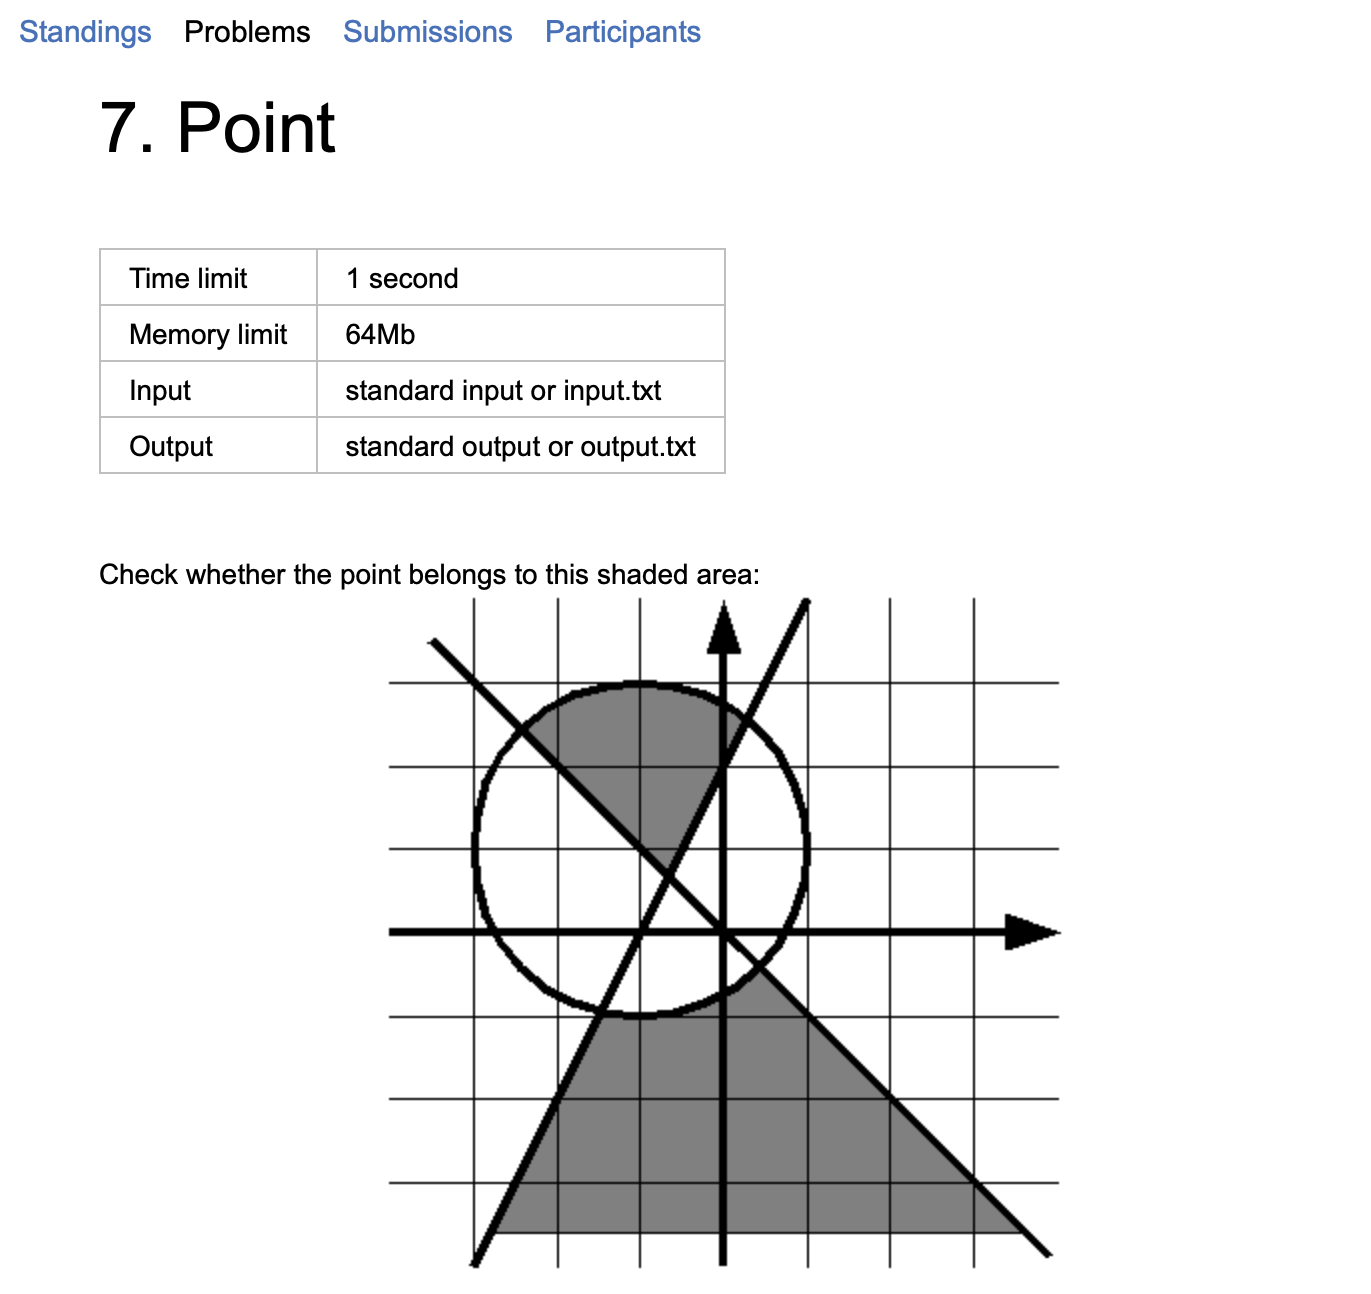 Standings Problems Submissions Participants
7. Point
Time limit 1 second
Memory limit 64Mb
Input standard input or input.txt
Output standard output or output.txt
Check whether the point belongs to this shaded area: